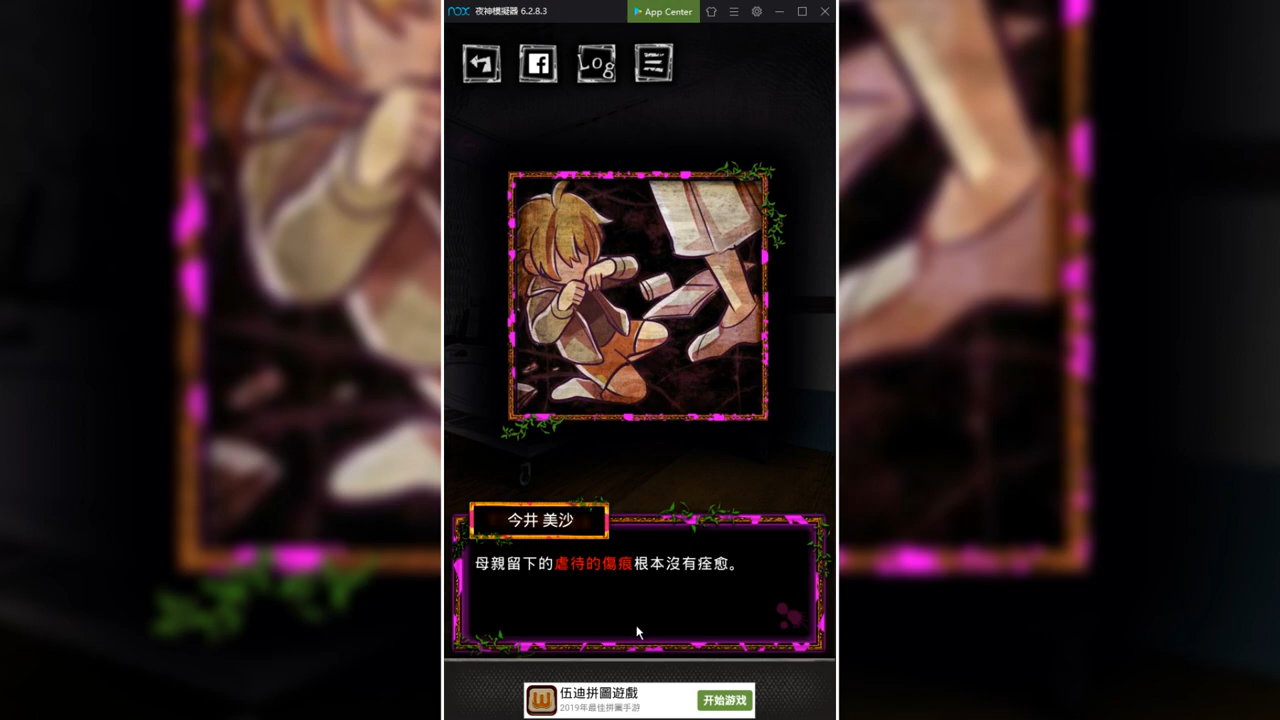 nox 夜神模擬器 6.2.8.3
App Center
Log
今井 美沙
母親留下的虐待的傷痕根本沒有痊愈。
伍迪拼圖遊戲
2019年最佳拼圖手游
开始游戏